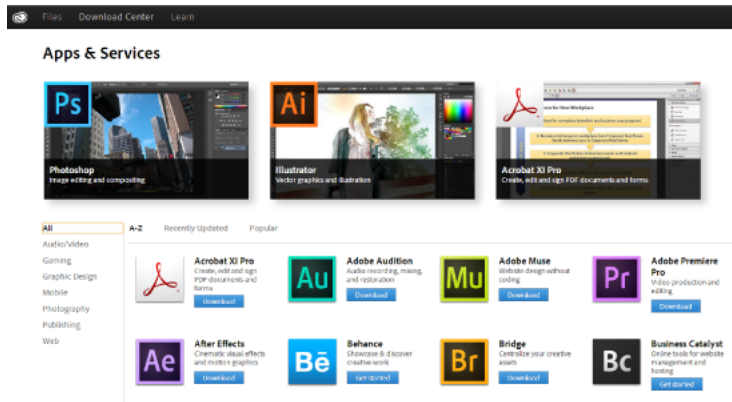 Files Download Center Learn
Apps & Services
Ps
Photoshop
Image editing and compositing
Ai
Illustrator
Vector graphics and illustration
Acrobat XI Pro
Create, edit and sign PDF documents and forms
All
Audio/Video
Gaming
Graphic Design
Mobile
Photography
Publishing
Web
A-Z Recently Updated Popular
Acrobat XI Pro
Create, edit and sign
PDF documents and
forms
Download
Au
Adobe Audition
Audio recording, mixing,
and restoration
Download
Mu
Adobe Muse
Website design without
coding
Download
Pr
Adobe Premiere
Pro
Video production and
editing
Download
Ae
After Effects
Cinematic visual effects
and motion graphics
Download
Bē
Behance
Showcase & discover
creative work
Get started
Br
Bridge
Centralize your creative
assets
Download
Bc
Business Catalyst
Online tools for website
management and
hosting
Get started